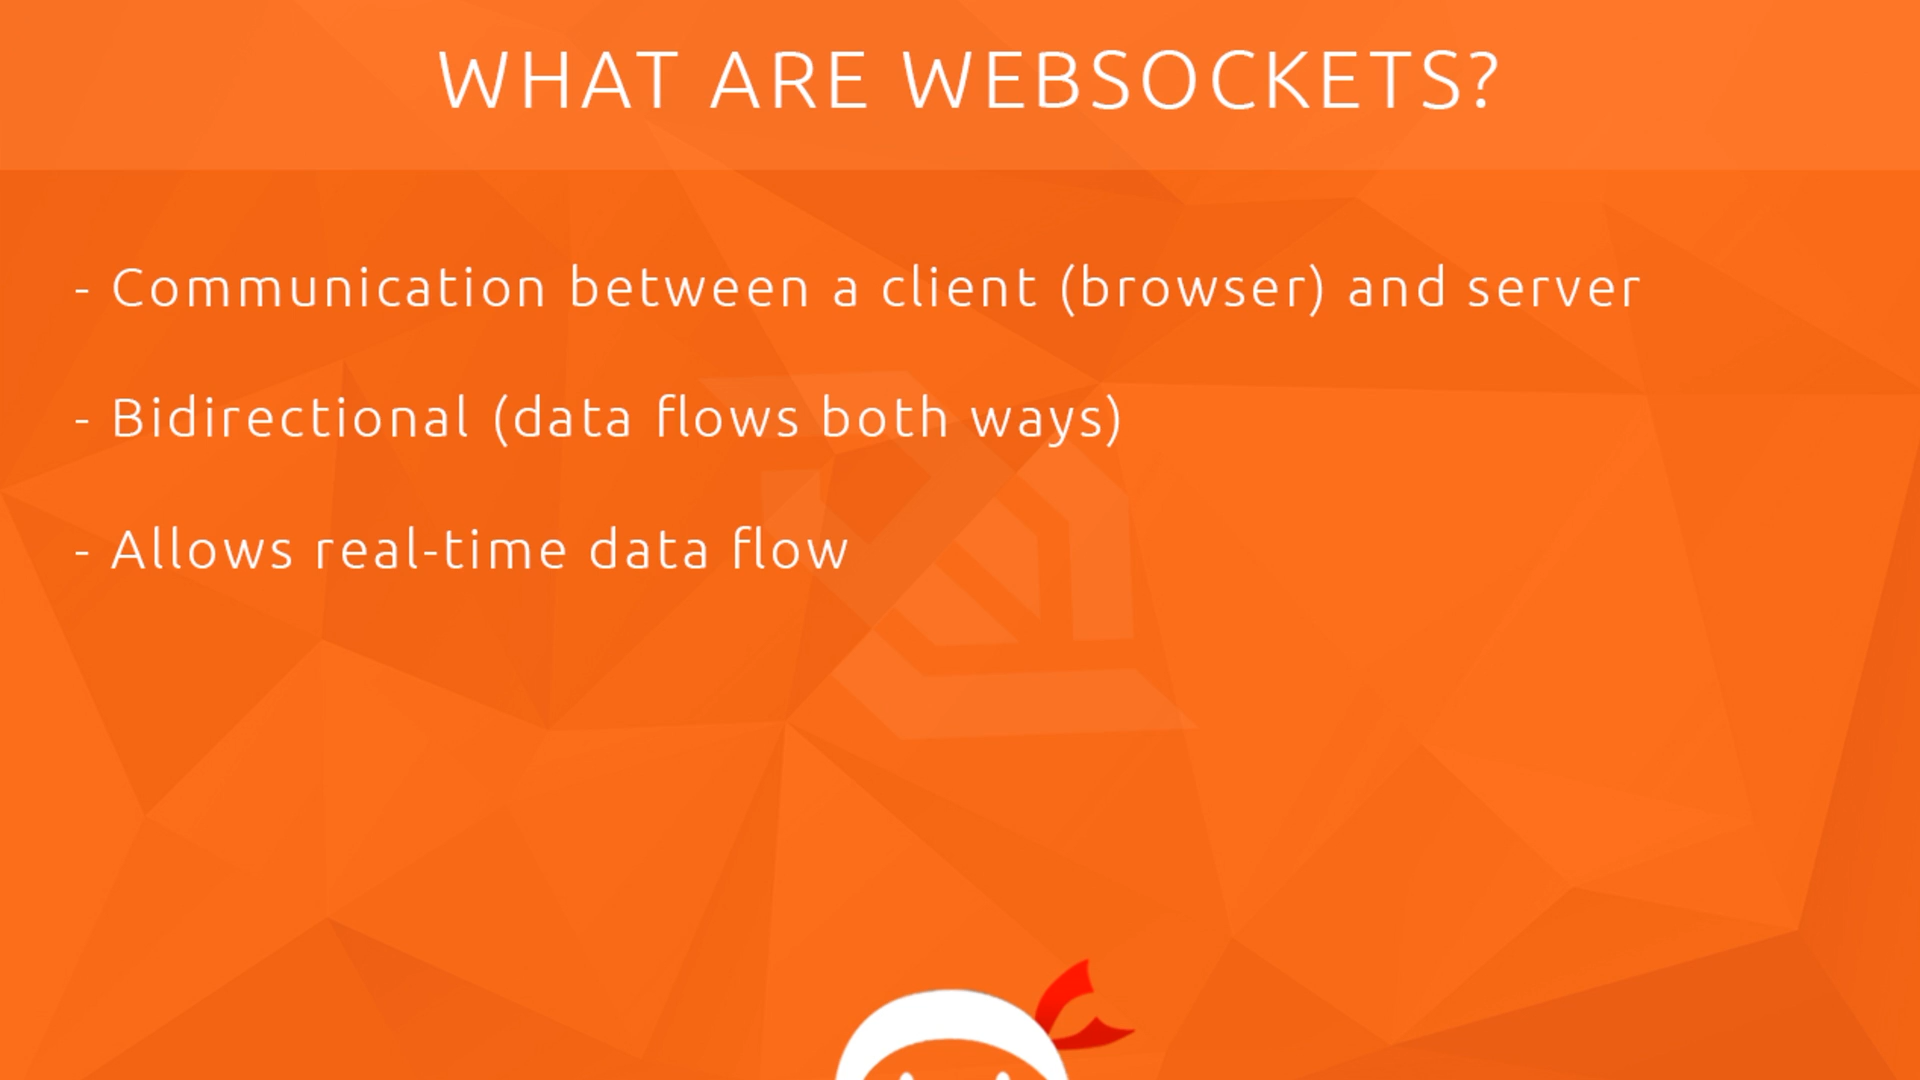 WHAT ARE WEBSOCKETS?
- Communication between a client (browser) and server
- Bidirectional (data flows both ways)
- Allows real-time data flow